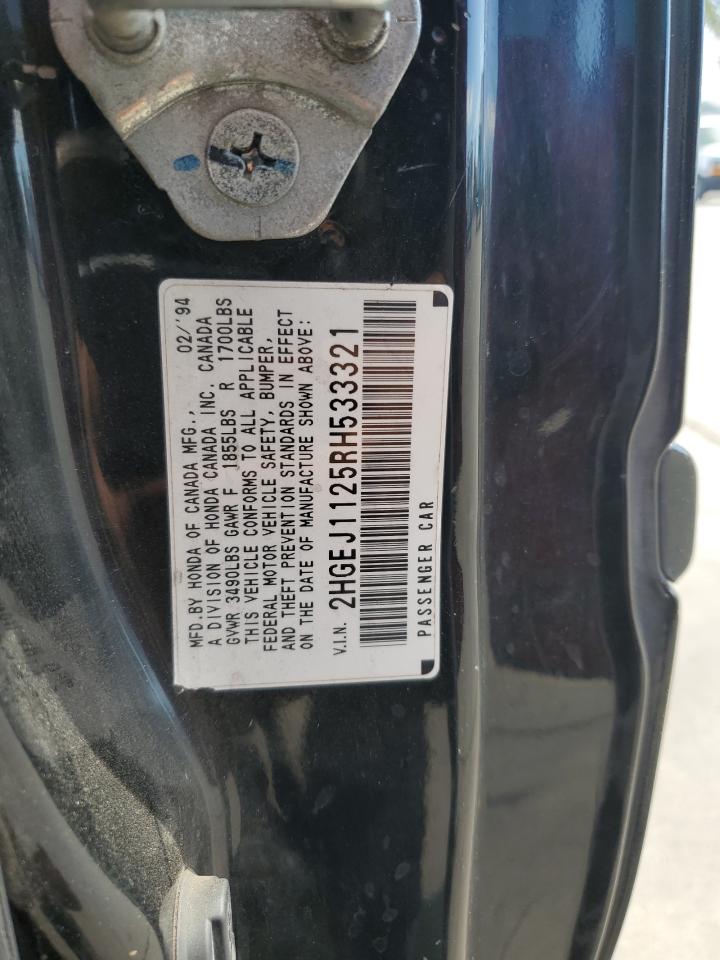 MFD.BY HONDA OF CANADA MFG., 02/'94
A DIVISION OF HONDA CANADA INC. CANADA
GVWR 3490LBS GAWR F 1855LBS R 1700LBS
THIS VEHICLE CONFORMS TO ALL APPLICABLE
FEDERAL MOTOR VEHICLE SAFETY, BUMPER,
AND THEFT PREVENTION STANDARDS IN EFFECT
ON THE DATE OF MANUFACTURE SHOWN ABOVE:
V.I.N. 2HGEJ1125RH533321
PASSENGER CAR